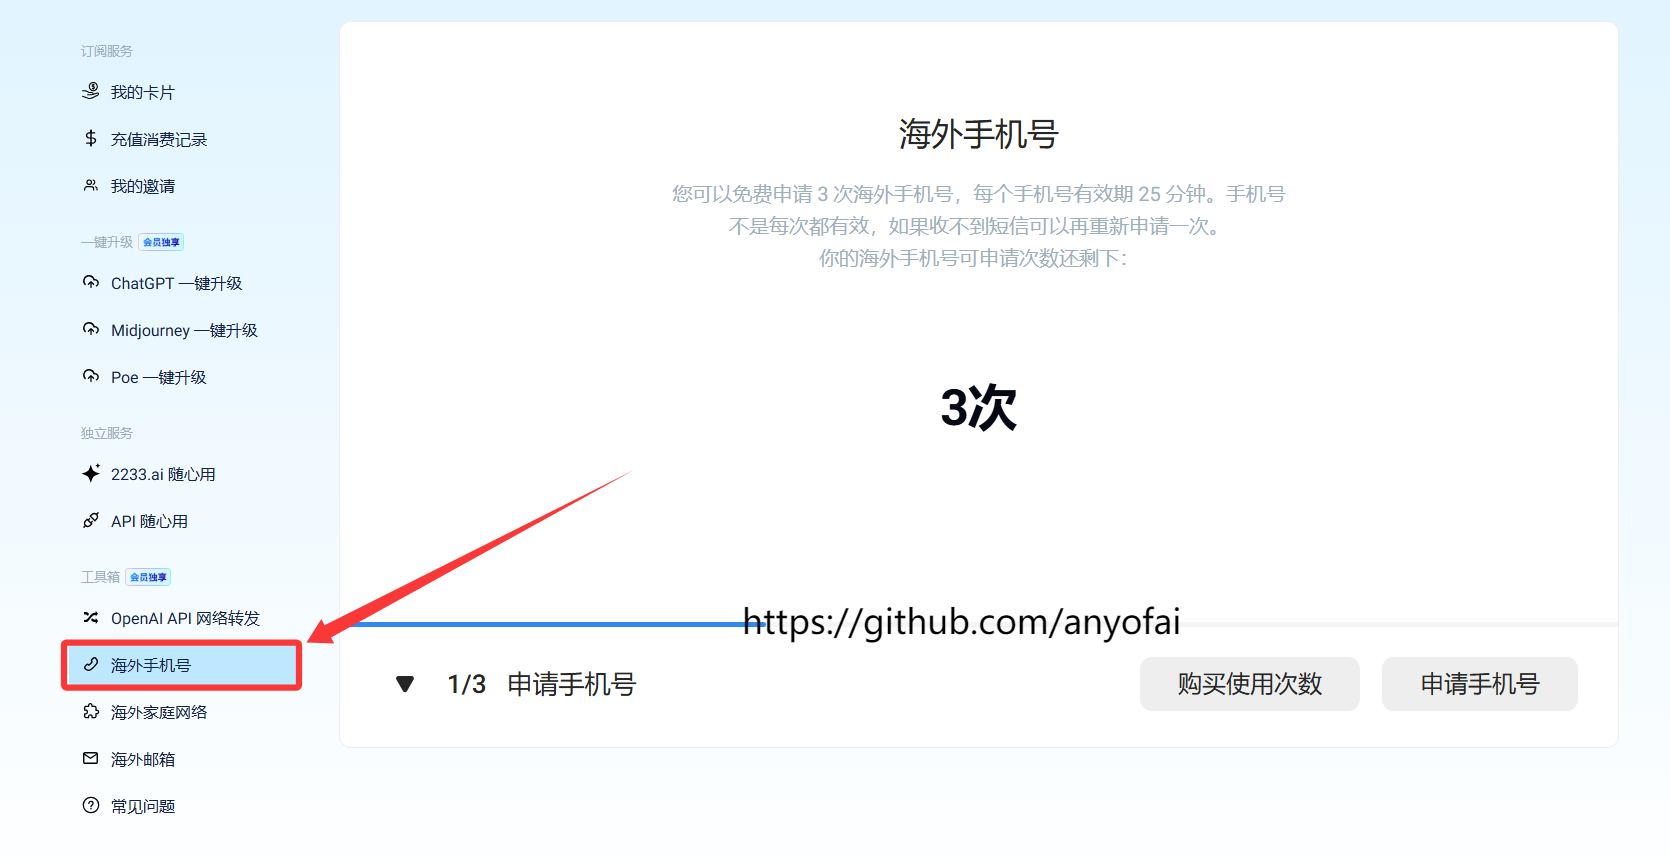 订阅服务
我的卡片
充值消费记录
我的邀请
一键升级 会员独享
ChatGPT 一键升级
Midjourney 一键升级
Poe 一键升级
独立服务
2233.ai 随心用
API 随心用
工具箱 会员独享
OpenAI API 网络转发
海外手机号
海外家庭网络
海外邮箱
常见问题
海外手机号
您可以免费申请 3 次海外手机号，每个手机号有效期 25 分钟。手机号
不是每次都有效，如果收不到短信可以再重新申请一次。
你的海外手机号可申请次数还剩下：
3次
https://github.com/anyofai
1/3 申请手机号
购买使用次数
申请手机号